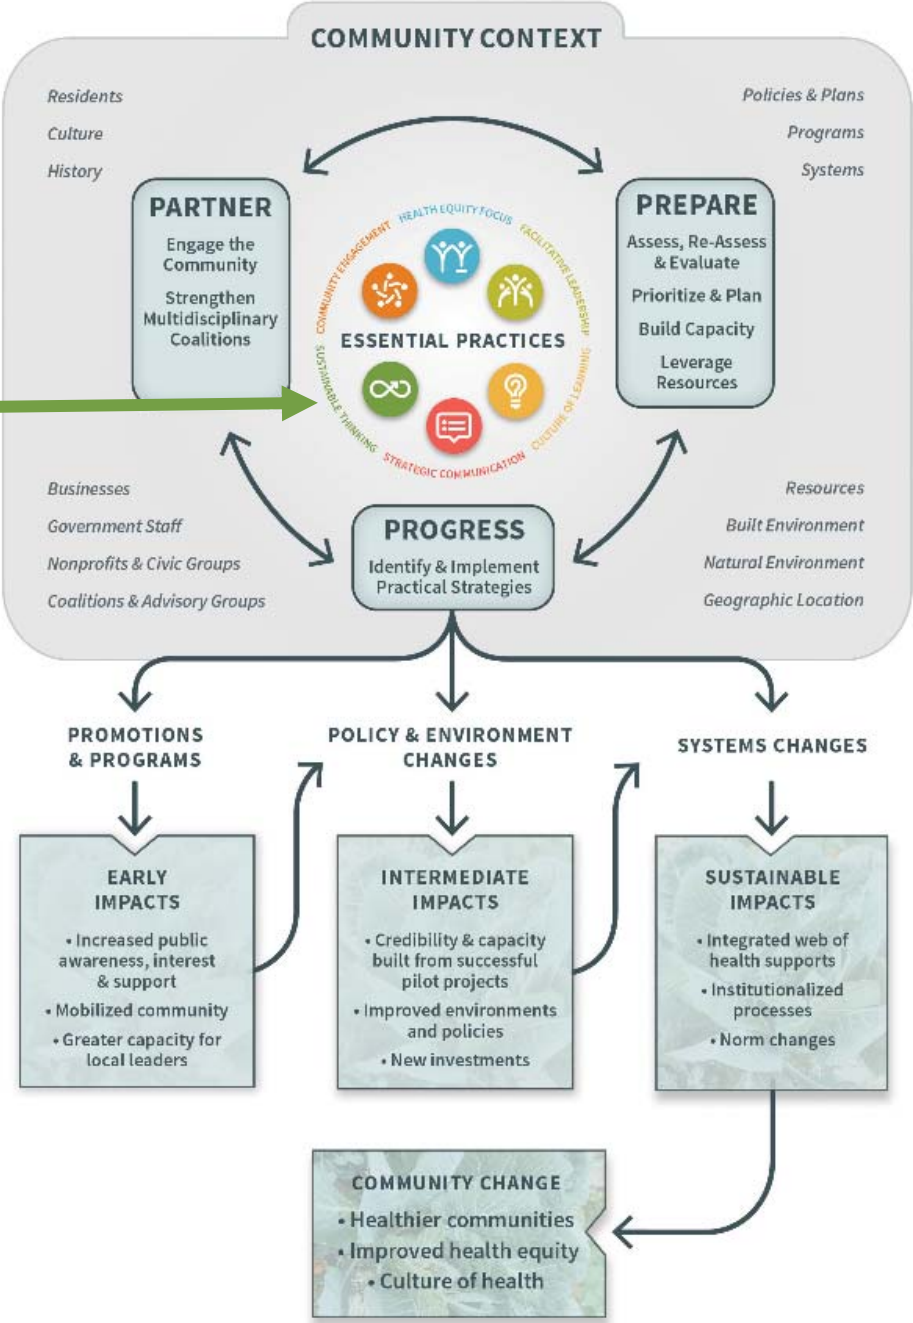 COMMUNITY CONTEXT
Residents
Culture
History
Policies & Plans
Programs
Systems
PARTNER
Engage the
Community
Strengthen
Multidisciplinary
Coalitions
HEALTH EQUITY FOCUS
FACILITATIVE LEADERSHIP
CULTURE OF LEARNING
STRATEGIC COMMUNICATION
SUSTAINABLE THINKING
COMMUNITY ENGAGEMENT
ESSENTIAL PRACTICES
PREPARE
Assess, Re-Assess
& Evaluate
Prioritize & Plan
Build Capacity
Leverage
Resources
Businesses
Government Staff
Nonprofits & Civic Groups
Coalitions & Advisory Groups
PROGRESS
Identify & Implement
Practical Strategies
Resources
Built Environment
Natural Environment
Geographic Location
PROMOTIONS
& PROGRAMS
POLICY & ENVIRONMENT
CHANGES
SYSTEMS CHANGES
EARLY
IMPACTS
• Increased public
awareness, interest
& support
• Mobilized community
• Greater capacity for
local leaders
INTERMEDIATE
IMPACTS
• Credibility & capacity
built from successful
pilot projects
• Improved environments
and policies
• New investments
SUSTAINABLE
IMPACTS
• Integrated web of
health supports
• Institutionalized
processes
• Norm changes
COMMUNITY CHANGE
• Healthier communities
• Improved health equity
• Culture of health